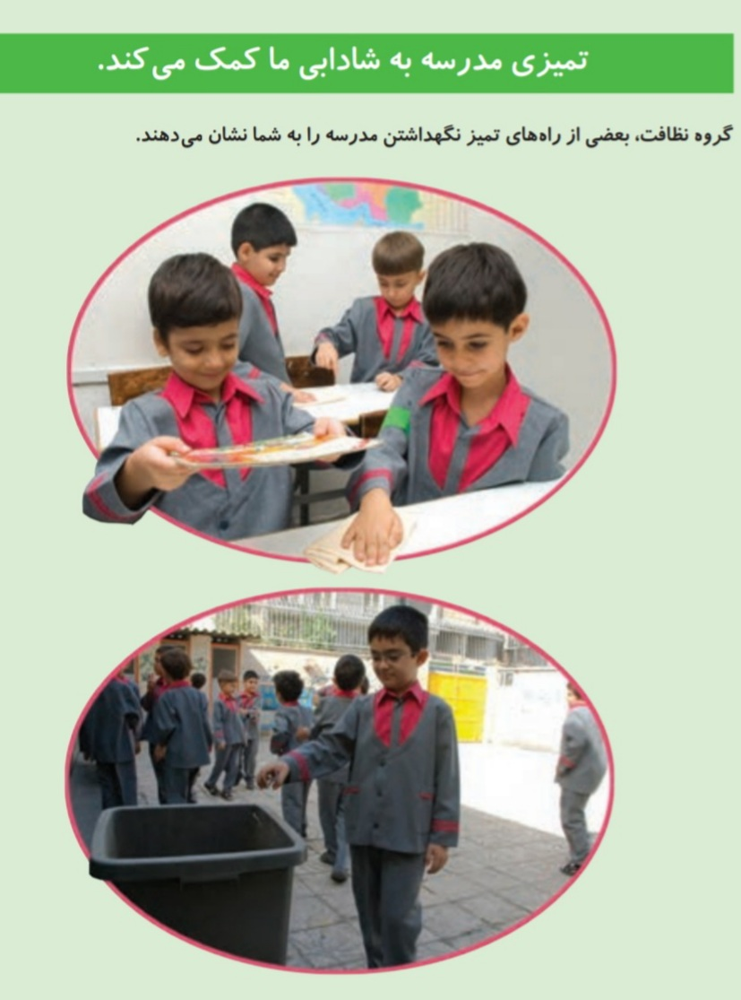 تمیزی مدرسه به شادابی ما کمک می‌کند.
گروه نظافت، بعضی از راه‌های تمیز نگهداشتن مدرسه را به شما نشان می‌دهند.